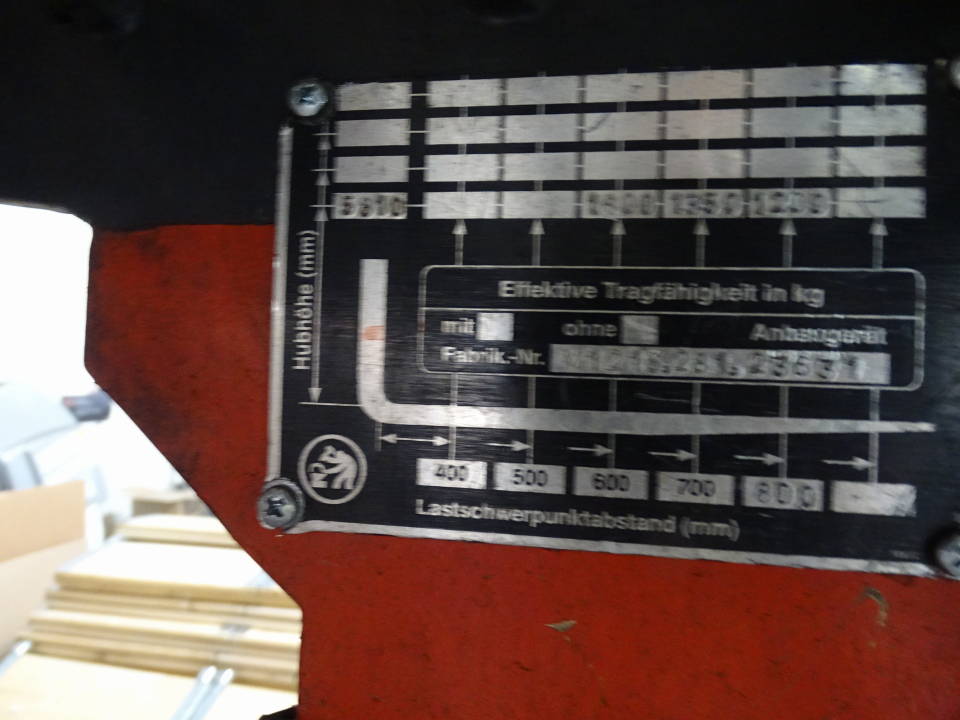 5610
1400 1350 1200
Hubhöhe (mm)
Effektive Tragfähigkeit in kg
mit ohne Anbaugerät
Fabrik.-Nr.
400 500 600 700 800
Lastschwerpunktabstand (mm)